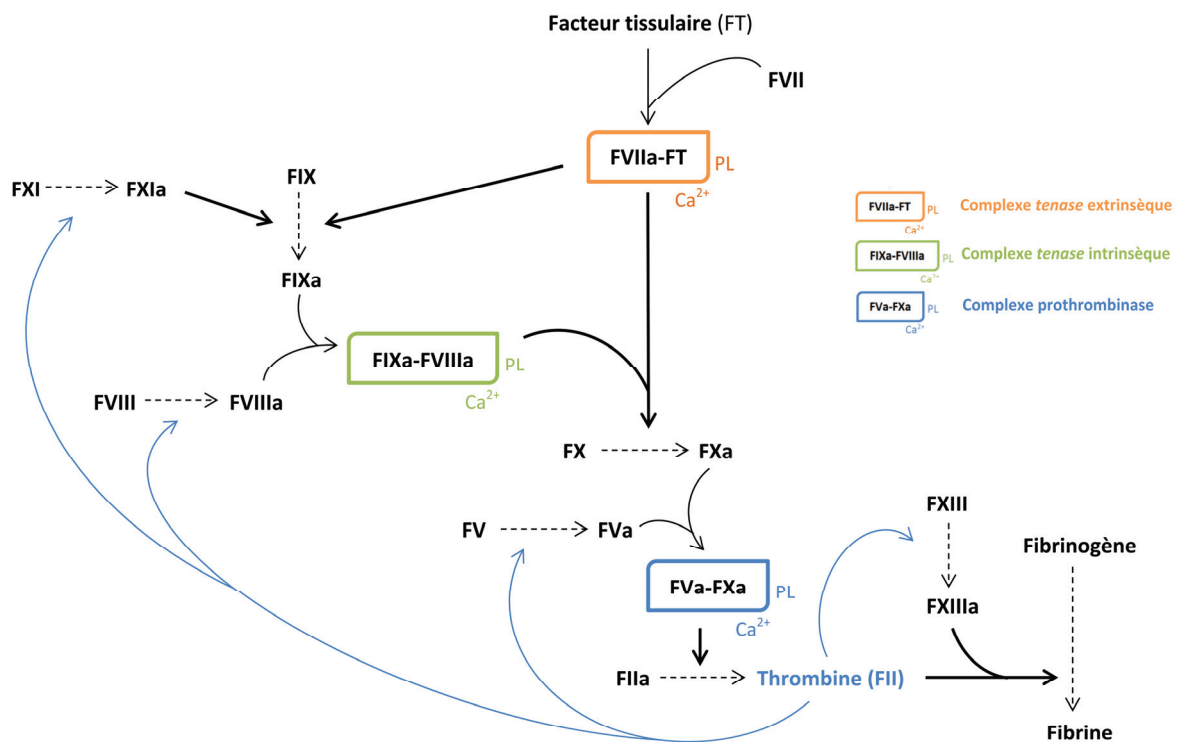 Facteur tissulaire (FT)
FVII
FVIIa-FT
PL
Ca²⁺
FXI
FXIa
FIX
FIXa
FVIII
FVIIIa
FIXa-FVIIIa
PL
Ca²⁺
FX
FXa
FV
FVa
FVa-FXa
PL
Ca²⁺
FIIa
Thrombine (FII)
FXIII
FXIIIa
Fibrinogène
Fibrine
FVIIa-FT
PL
Ca²⁺
Complexe tenase extrinsèque
FIXa-FVIIIa
PL
Ca²⁺
Complexe tenase intrinsèque
FVa-FXa
PL
Ca²⁺
Complexe prothrombinase